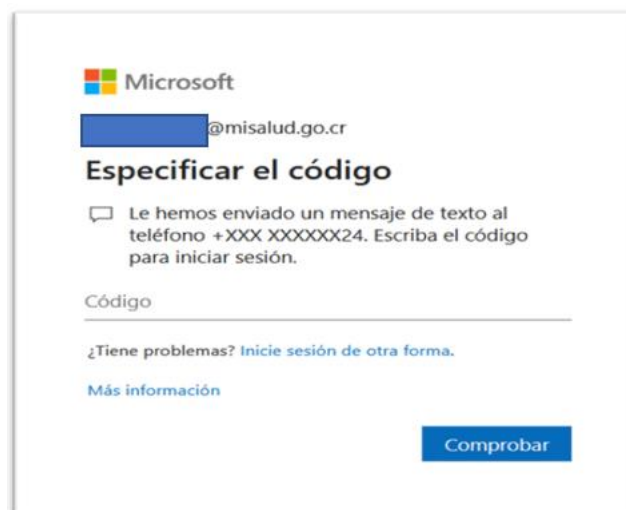 Microsoft
@misalud.go.cr
Especificar el código
Le hemos enviado un mensaje de texto al
teléfono +XXX XXXXXX24. Escriba el código
para iniciar sesión.
Código
¿Tiene problemas? Inicie sesión de otra forma.
Más información
Comprobar